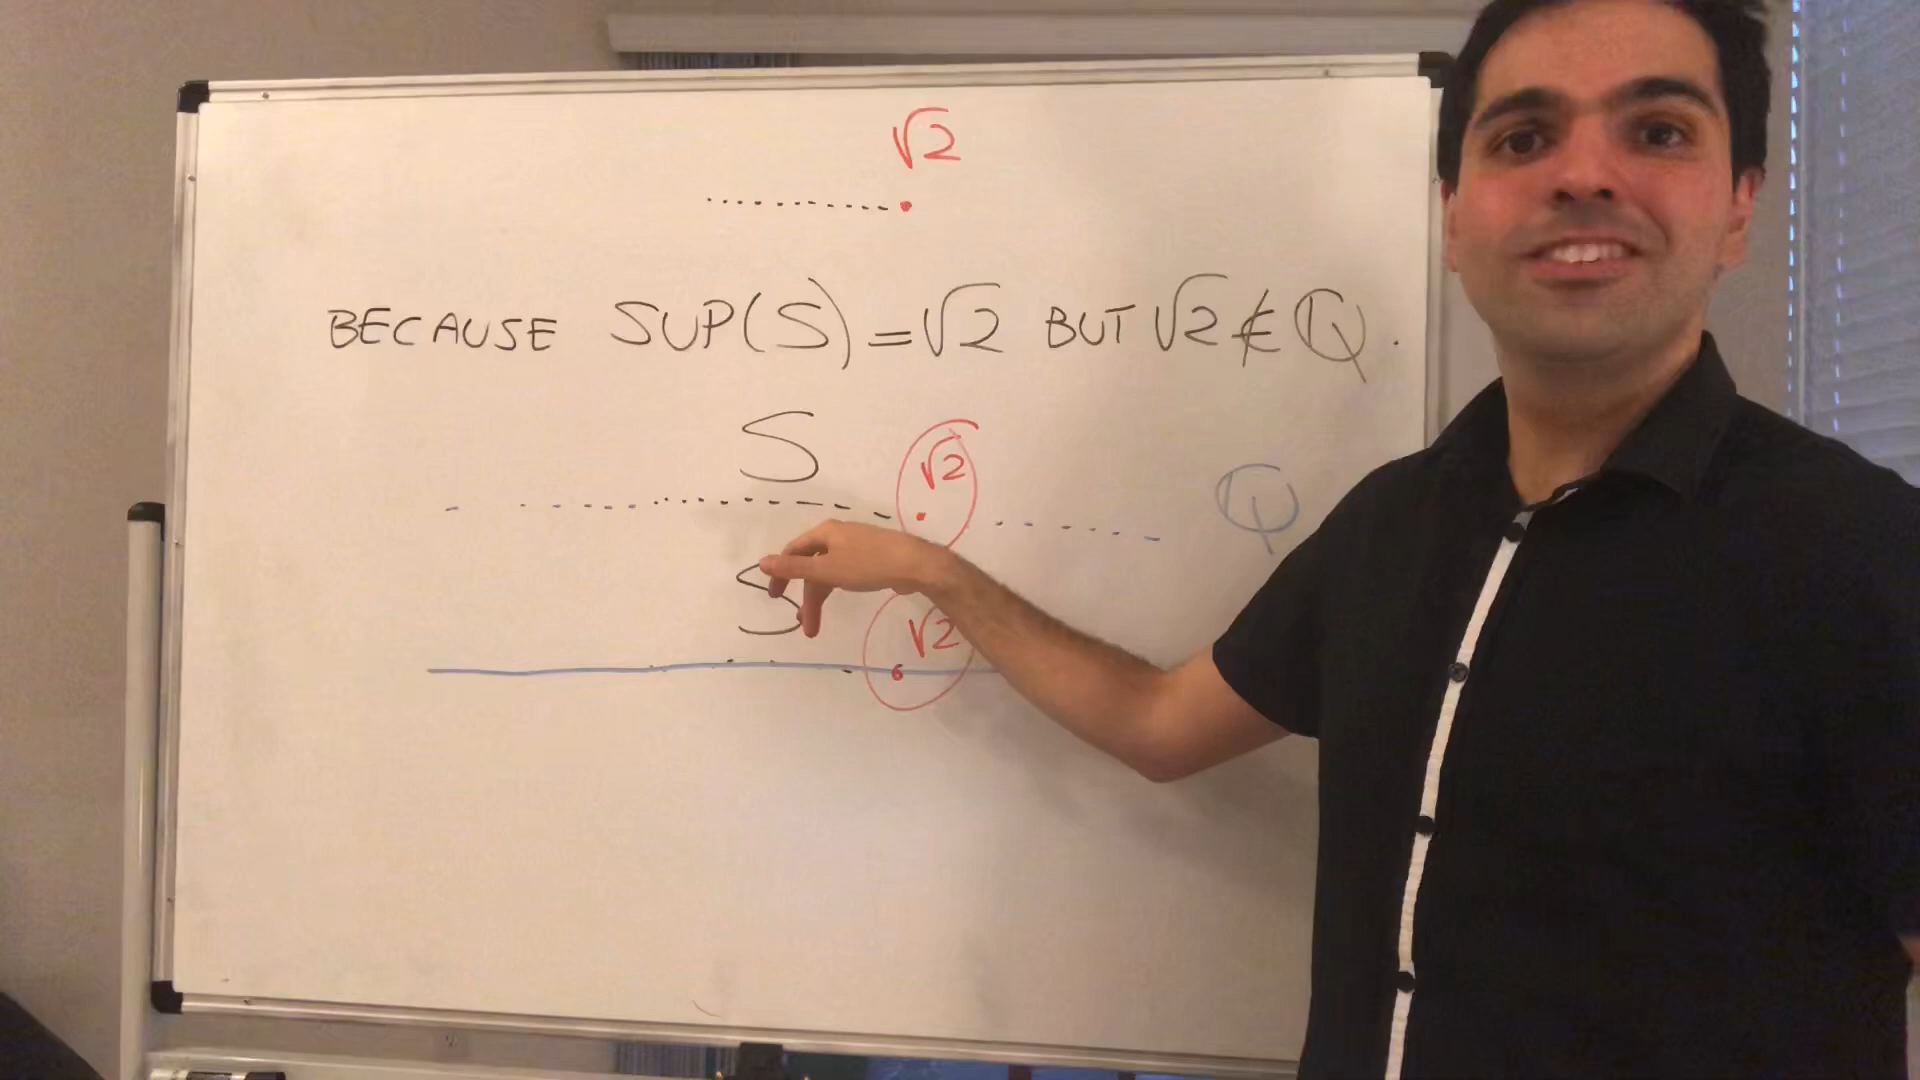 √2
BECAUSE SUP(S) = √2 BUT √2 ∉ ℚ .
S
√2
ℚ
S
√2